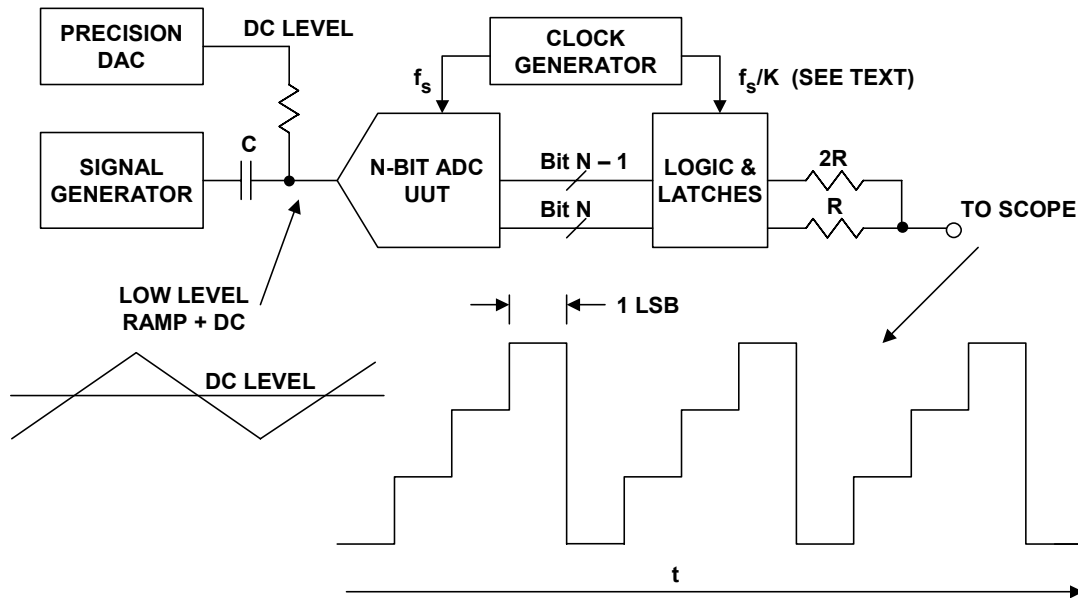 PRECISION
DAC
DC LEVEL
CLOCK
GENERATOR
fs
fs/K (SEE TEXT)
SIGNAL
GENERATOR
C
N-BIT ADC
UUT
Bit N – 1
Bit N
LOGIC &
LATCHES
2R
R
TO SCOPE
LOW LEVEL
RAMP + DC
1 LSB
DC LEVEL
t